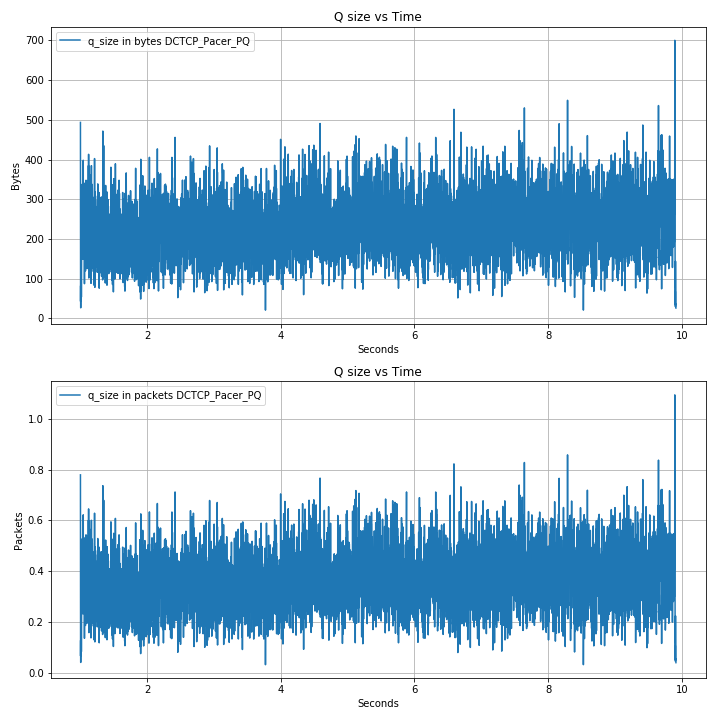 Q size vs Time
q_size in bytes DCTCP_Pacer_PQ
700
600
500
400
300
200
100
0
Bytes
2 4 6 8 10
Seconds
Q size vs Time
q_size in packets DCTCP_Pacer_PQ
1.0
0.8
0.6
0.4
0.2
0.0
Packets
2 4 6 8 10
Seconds